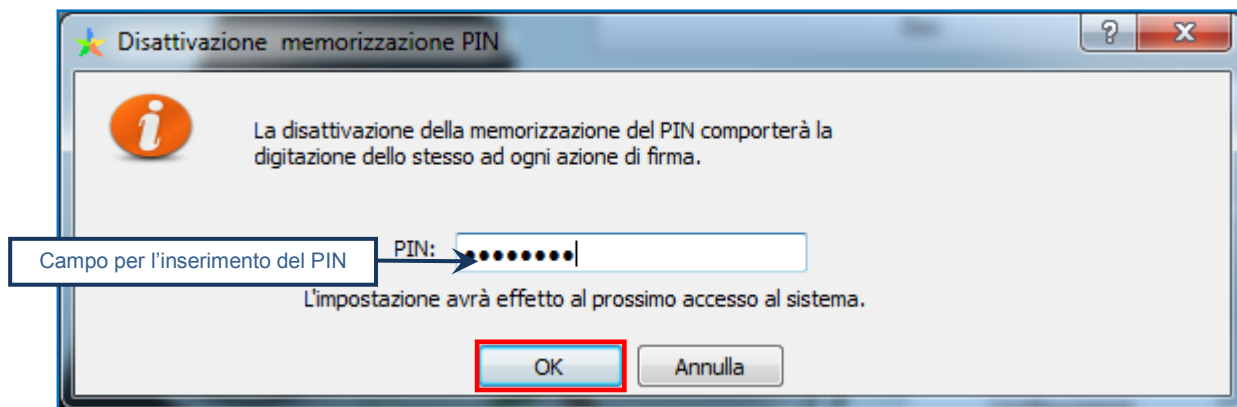 Disattivazione memorizzazione PIN
La disattivazione della memorizzazione del PIN comporterà la
digitazione dello stesso ad ogni azione di firma.
Campo per l’inserimento del PIN
PIN: ••••••••
L'impostazione avrà effetto al prossimo accesso al sistema.
OK Annulla